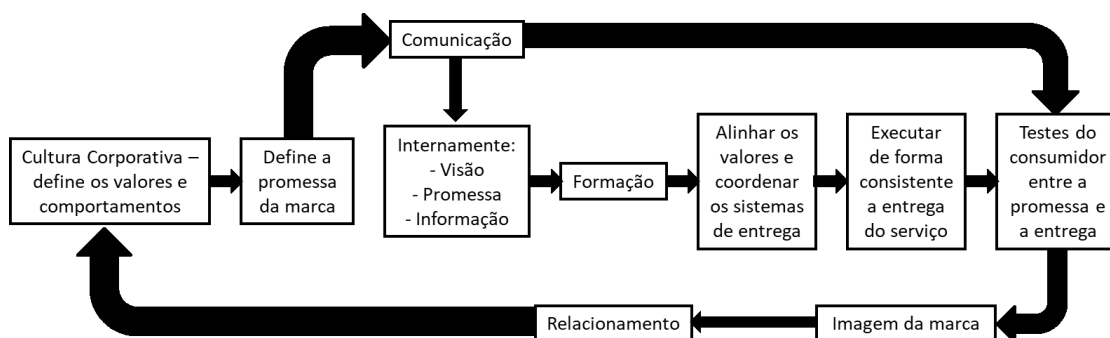 Comunicação
Cultura Corporativa –
define os valores e
comportamentos
Define a
promessa
da marca
Internamente:
- Visão
- Promessa
- Informação
Formação
Alinhar os
valores e
coordenar
os sistemas
de entrega
Executar
de forma
consistente
a entrega
do serviço
Testes do
consumidor
entre a
promessa e
a entrega
Relacionamento
Imagem da marca